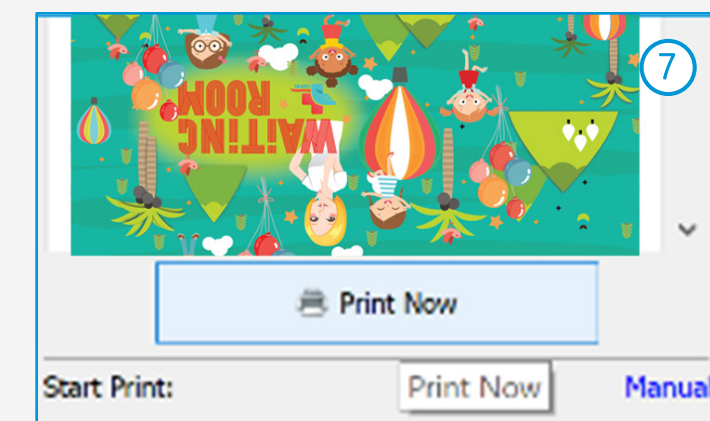 7
WAITING
ROOM
Print Now
Start Print:
Print Now
Manual